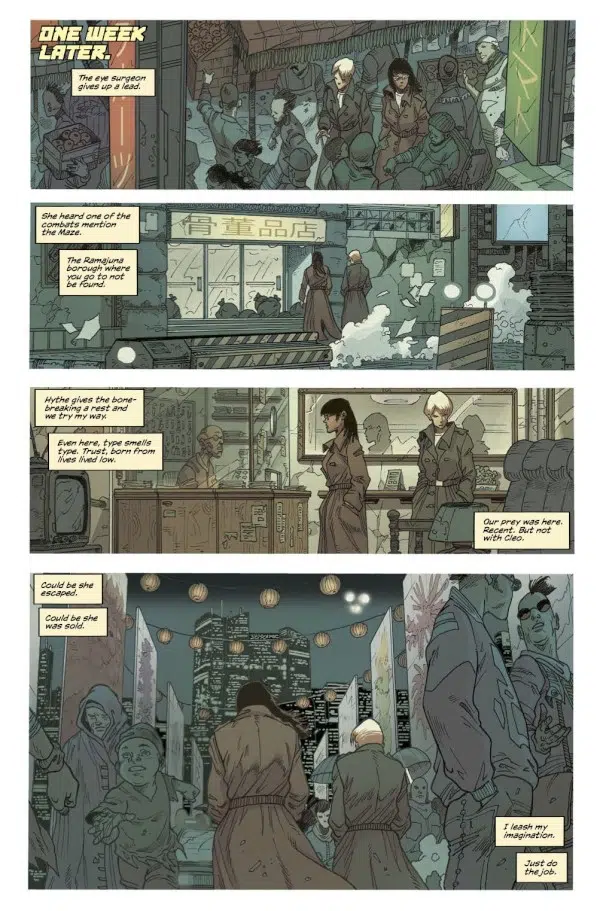 ONE WEEK
LATER.
The eye surgeon
gives up a lead.
She heard one of the
combats mention
the Maze.
The Ramajuna
borough where
you go to not
be found.
骨董品店
Hythe gives the bone-
breaking a rest and
we try my way.
Even here, type smells
type. Trust, born from
lives lived low.
Our prey was here.
Recent. But not
with Cleo.
Could be she
escaped.
Could be she
was sold.
I leash my
imagination.
Just do
the job.